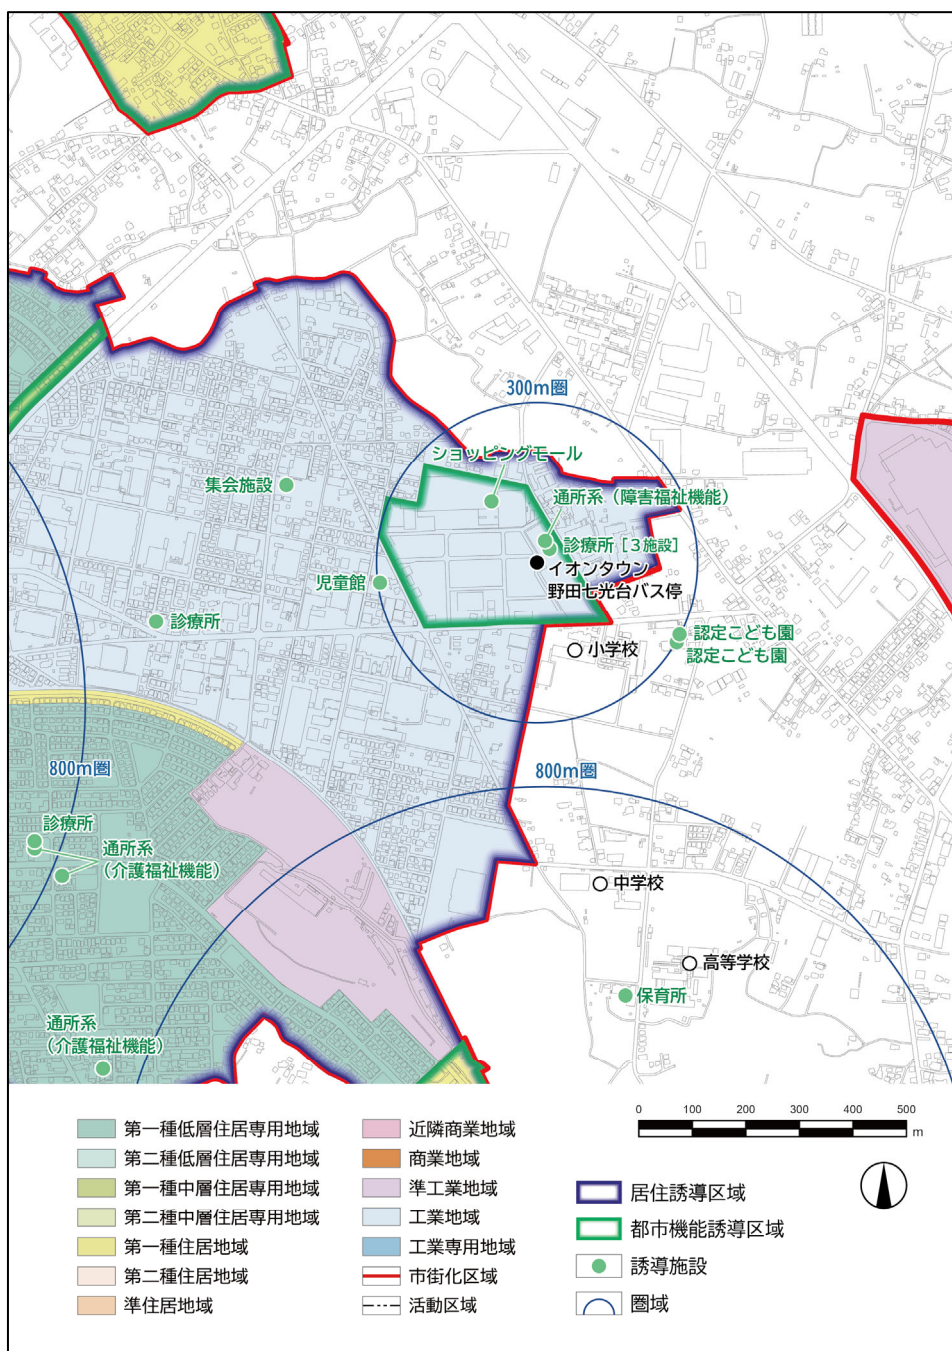 300m圏
ショッピングモール
集会施設
通所系（障害福祉機能）
診療所［３施設］
イオンタウン
野田七光台バス停
児童館
診療所
認定こども園
認定こども園
小学校
800m圏
800m圏
診療所
通所系
（介護福祉機能）
中学校
高等学校
保育所
通所系
（介護福祉機能）
第一種低層住居専用地域
第二種低層住居専用地域
第一種中層住居専用地域
第二種中層住居専用地域
第一種住居地域
第二種住居地域
準住居地域
近隣商業地域
商業地域
準工業地域
工業地域
工業専用地域
市街化区域
活動区域
0 100 200 300 400 500
m
居住誘導区域
都市機能誘導区域
誘導施設
圏域